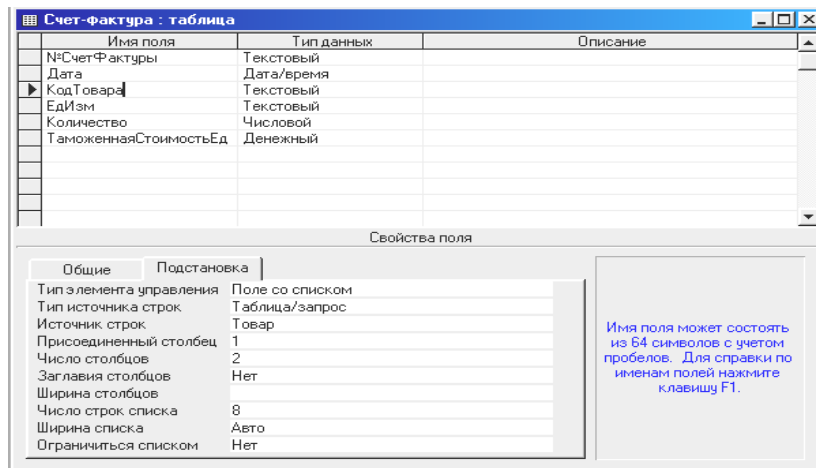 Счет-фактура : таблица
Имя поля Тип данных Описание
№СчетФактуры Текстовый
Дата Дата/время
КодТовара Текстовый
ЕдИзм Текстовый
Количество Числовой
ТаможеннаяСтоимостьЕд Денежный
Свойства поля
Общие Подстановка
Тип элемента управления Поле со списком
Тип источника строк Таблица/запрос
Источник строк Товар
Присоединенный столбец 1
Число столбцов 2
Заглавия столбцов Нет
Ширина столбцов
Число строк списка 8
Ширина списка Авто
Ограничиться списком Нет
Имя поля может состоять
из 64 символов с учетом
пробелов. Для справки по
именам полей нажмите
клавишу F1.